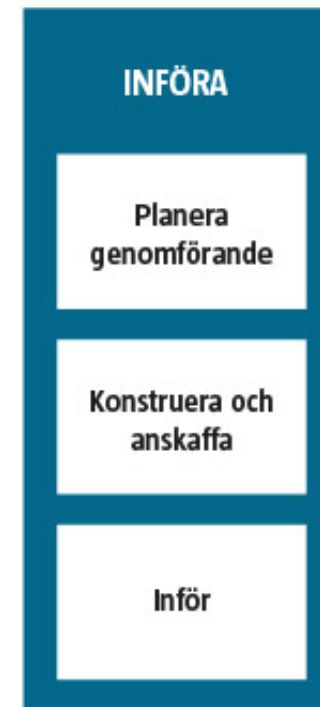 INFÖRA
Planera
genomförande
Konstruera och
anskaffa
Inför